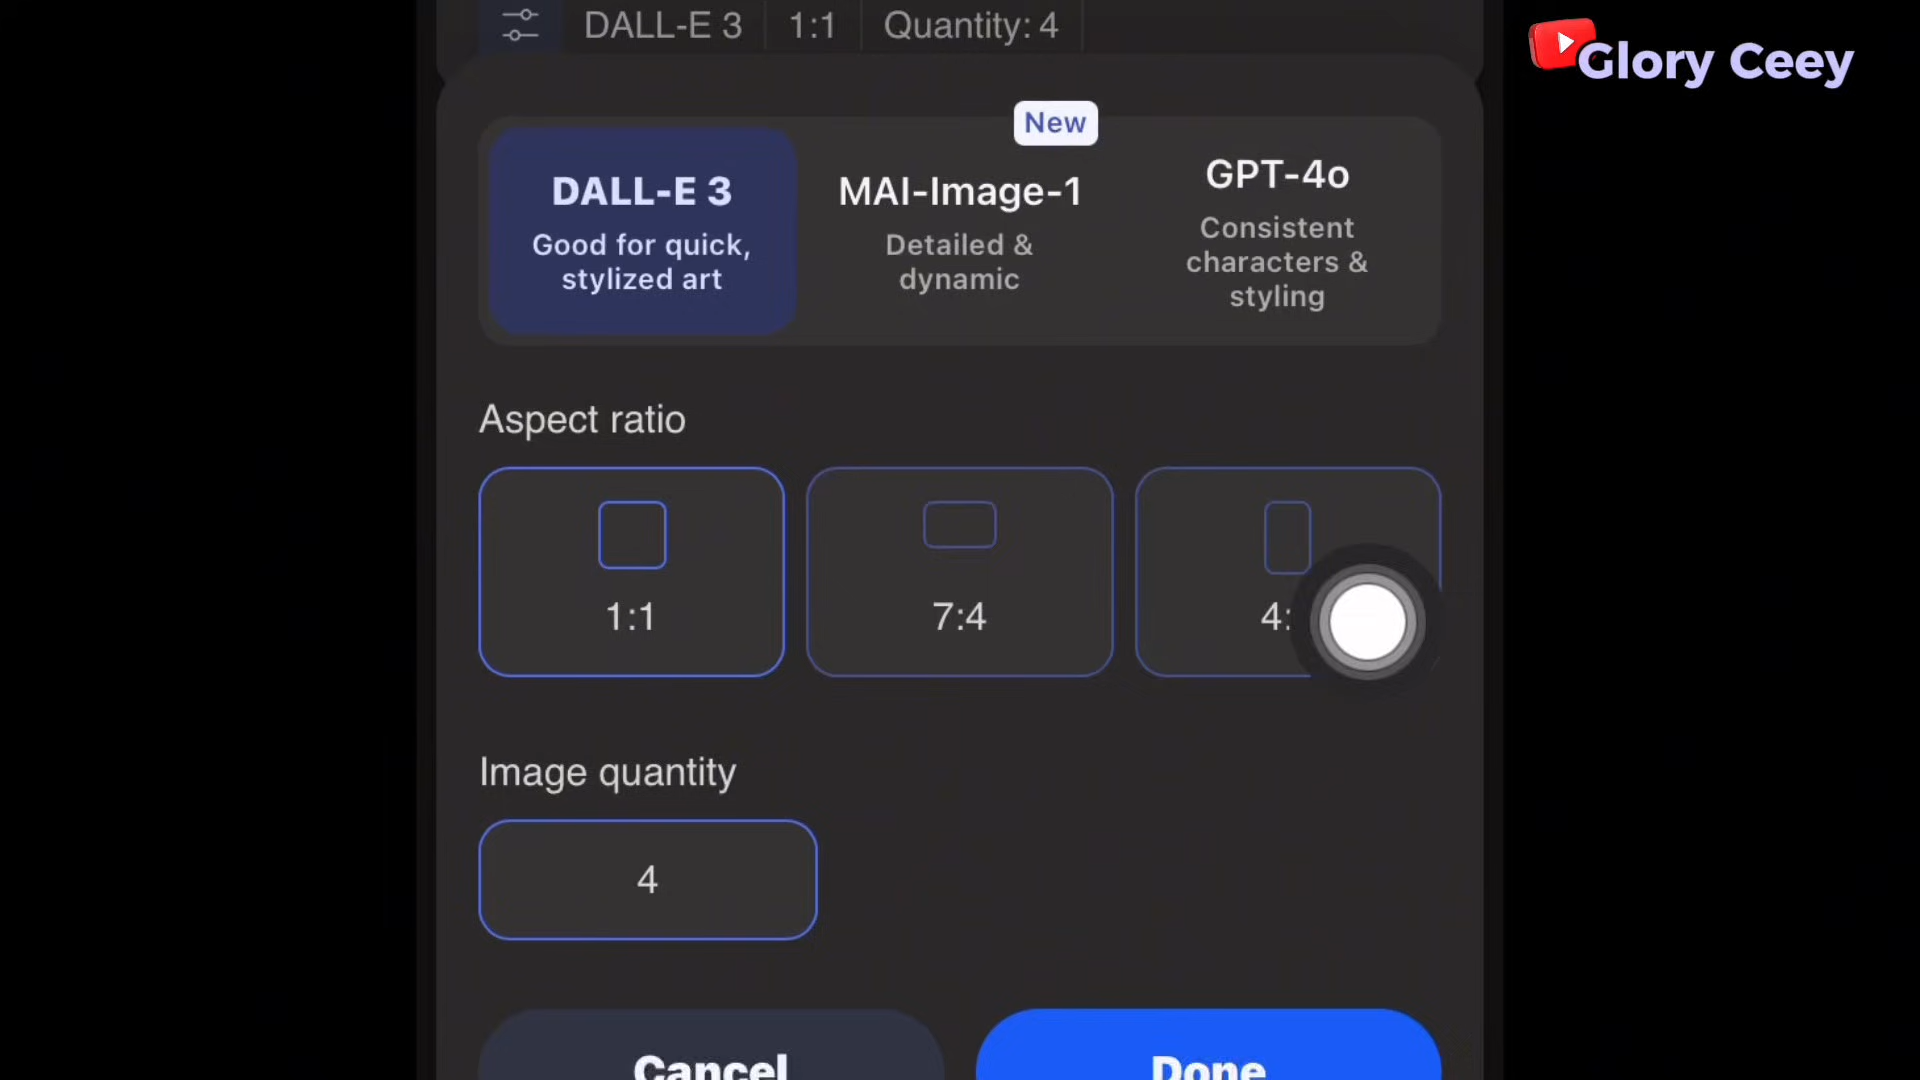 DALL-E 3 1:1 Quantity: 4
Glory Ceey
New
DALL-E 3
Good for quick,
stylized art
MAI-Image-1
Detailed &
dynamic
GPT-4o
Consistent
characters &
styling
Aspect ratio
1:1
7:4
4:
Image quantity
4
Cancel
Done